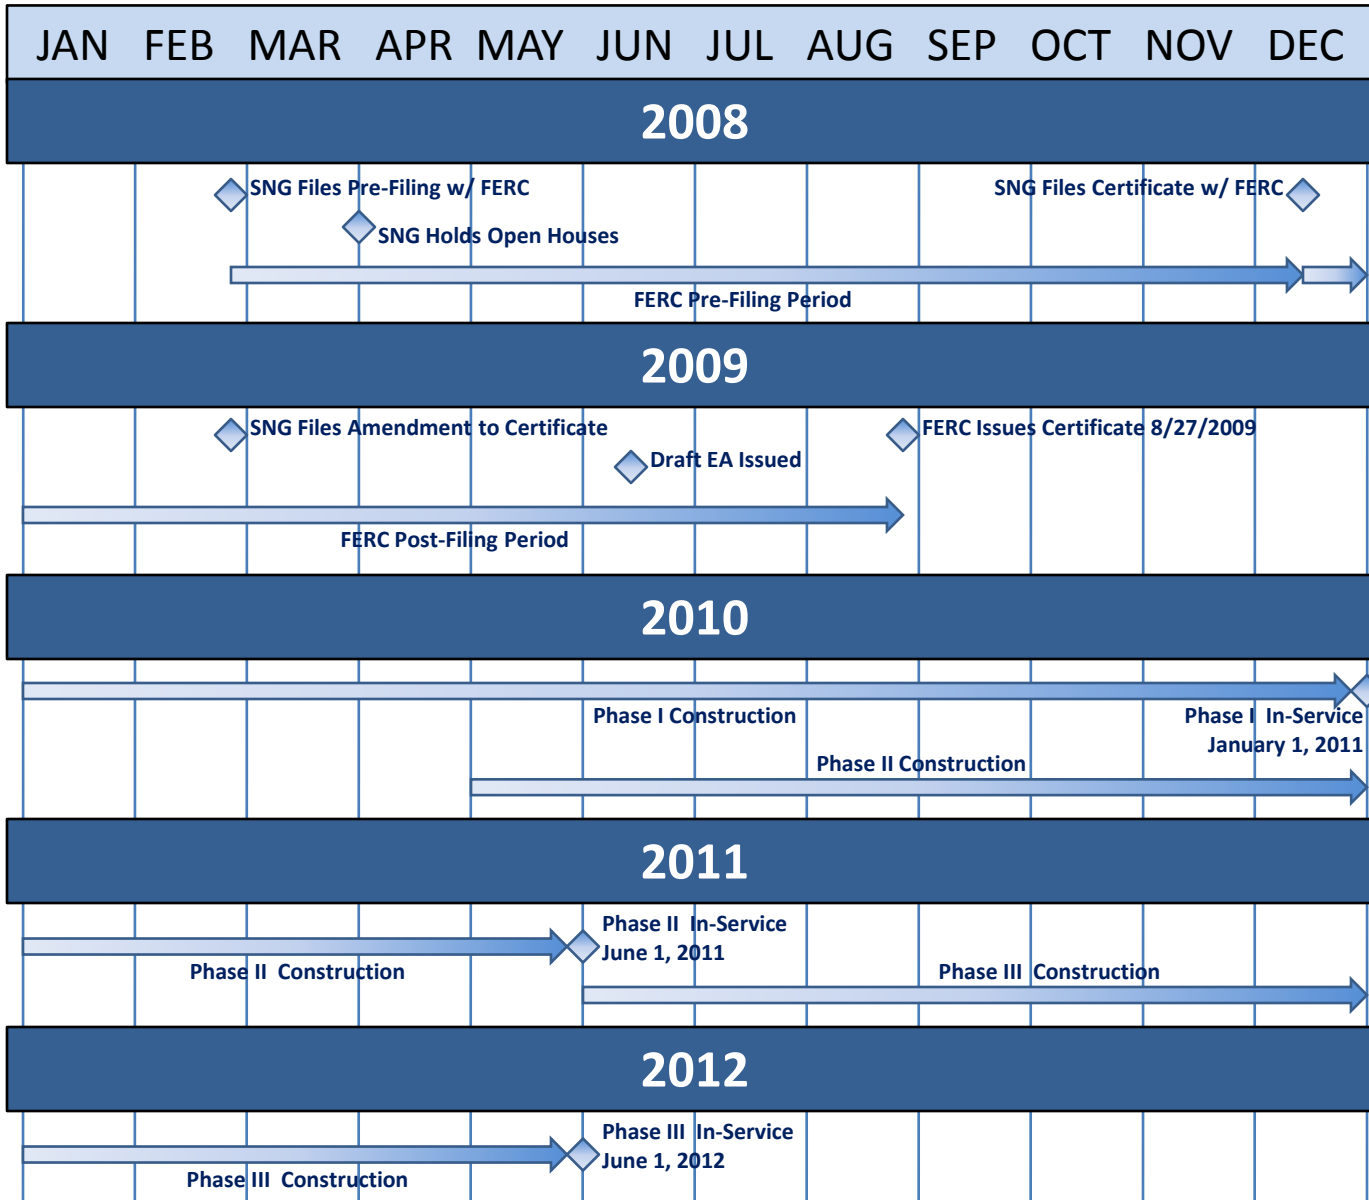 JAN FEB MAR APR MAY JUN JUL AUG SEP OCT NOV DEC
2008
SNG Files Pre-Filing w/ FERC
SNG Files Certificate w/ FERC
SNG Holds Open Houses
FERC Pre-Filing Period
2009
SNG Files Amendment to Certificate
FERC Issues Certificate 8/27/2009
Draft EA Issued
FERC Post-Filing Period
2010
Phase I Construction
Phase I In-Service
January 1, 2011
Phase II Construction
2011
Phase II In-Service
June 1, 2011
Phase II Construction
Phase III Construction
2012
Phase III In-Service
June 1, 2012
Phase III Construction